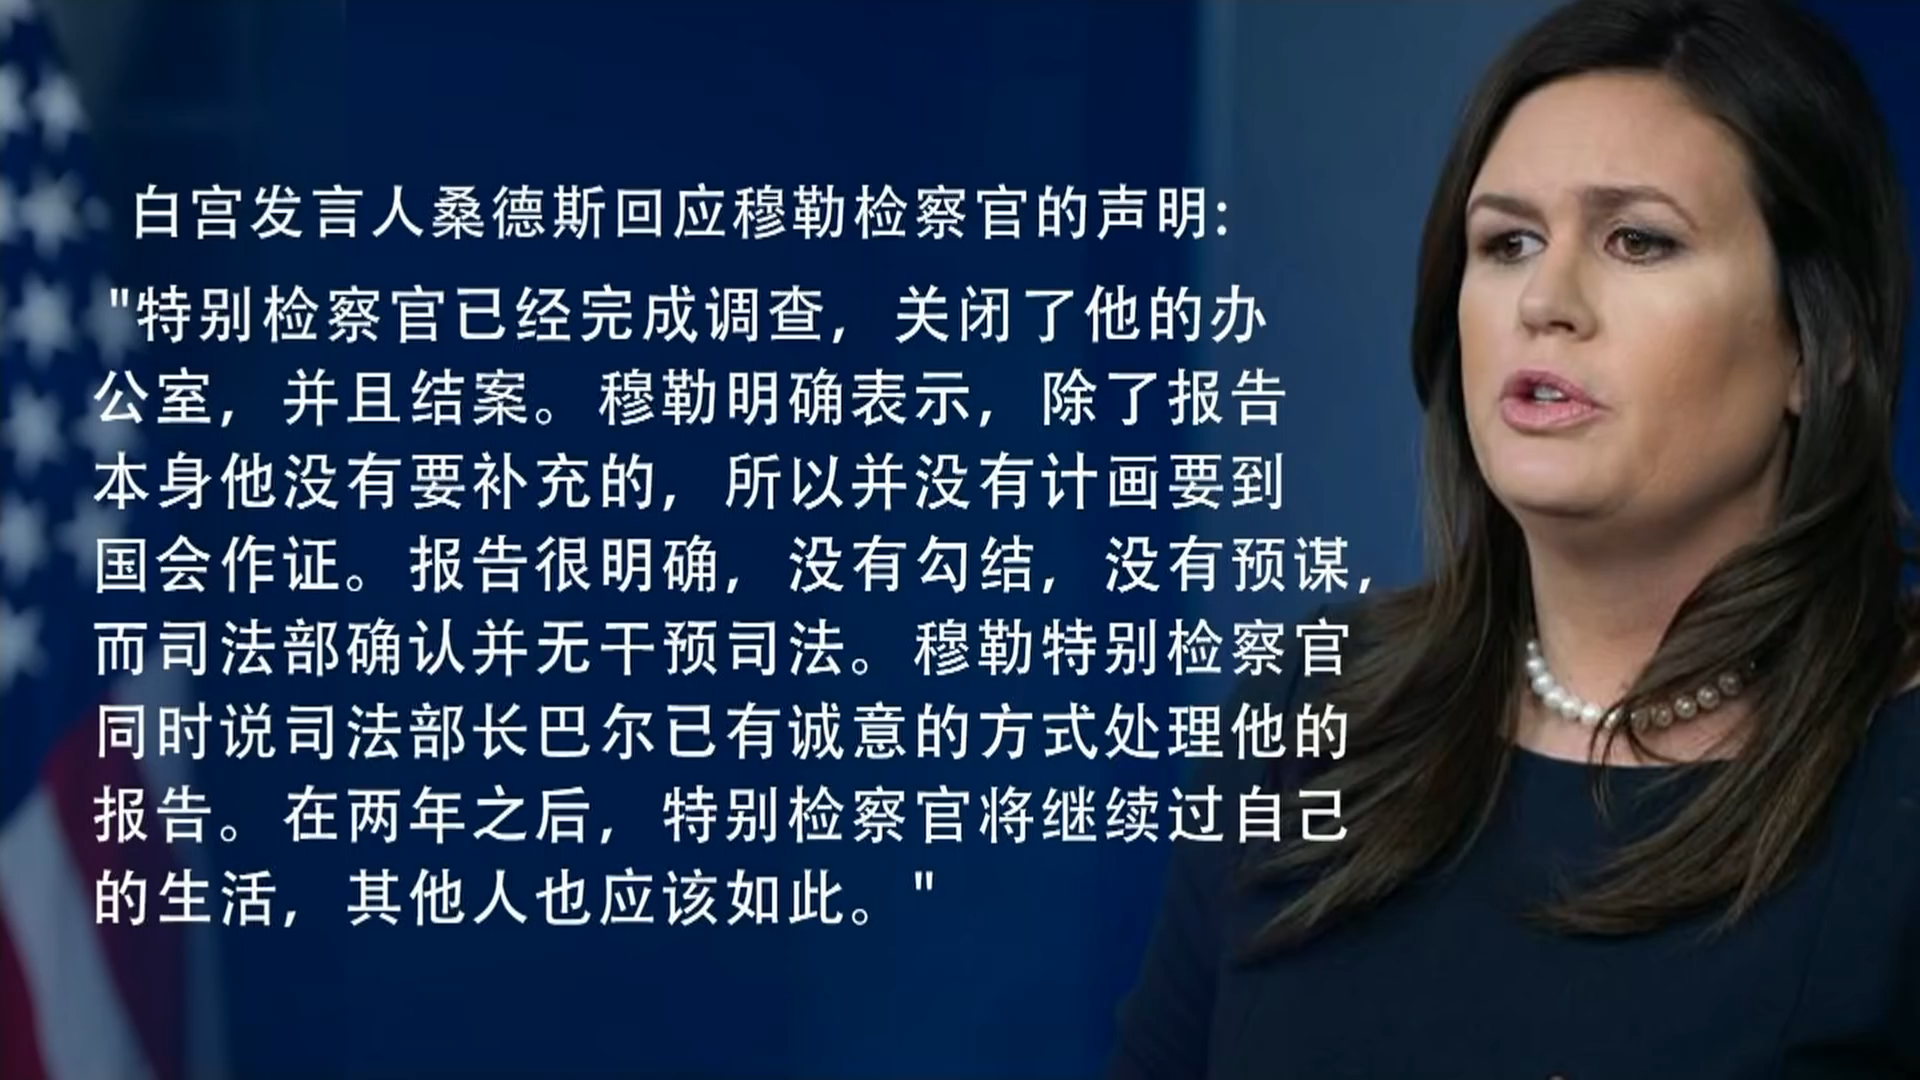 白宫发言人桑德斯回应穆勒检察官的声明:
"特别检察官已经完成调查，关闭了他的办
公室，并且结案。穆勒明确表示，除了报告
本身他没有要补充的，所以并没有计画要到
国会作证。报告很明确，没有勾结，没有预谋，
而司法部确认并无干预司法。穆勒特别检察官
同时说司法部长巴尔已有诚意的方式处理他的
报告。在两年之后，特别检察官将继续过自己
的生活，其他人也应该如此。"